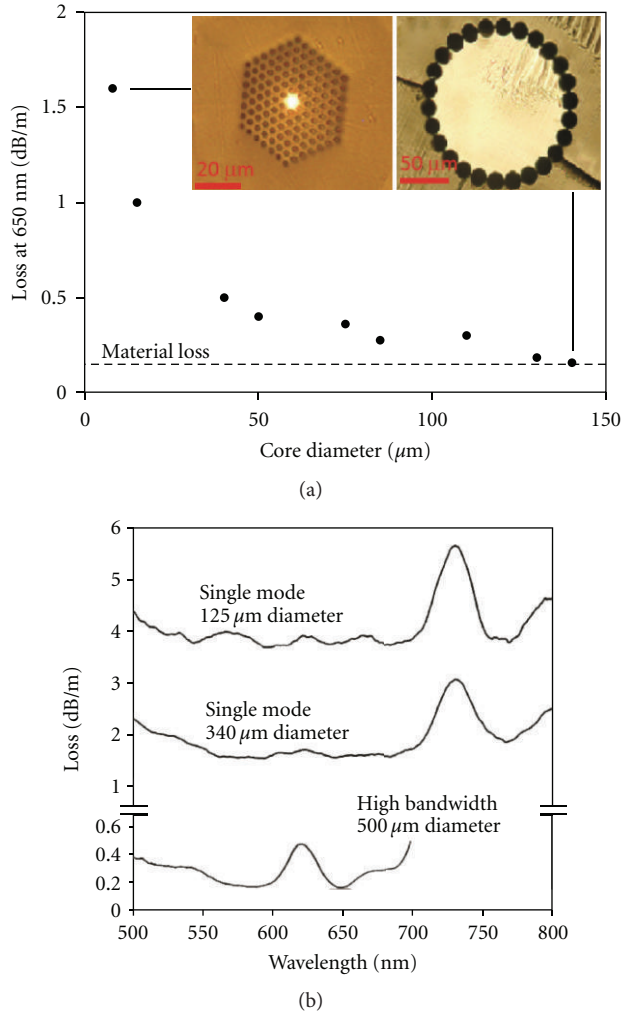 2
1.5
1
0.5
0
Loss at 650 nm (dB/m)
20 μm
50 μm
Material loss
0
50
100
150
Core diameter (μm)
(a)
6
5
4
3
2
1
0.6
0.4
0.2
0
Loss (dB/m)
Single mode
125 μm diameter
Single mode
340 μm diameter
High bandwidth
500 μm diameter
500
550
600
650
700
750
800
Wavelength (nm)
(b)